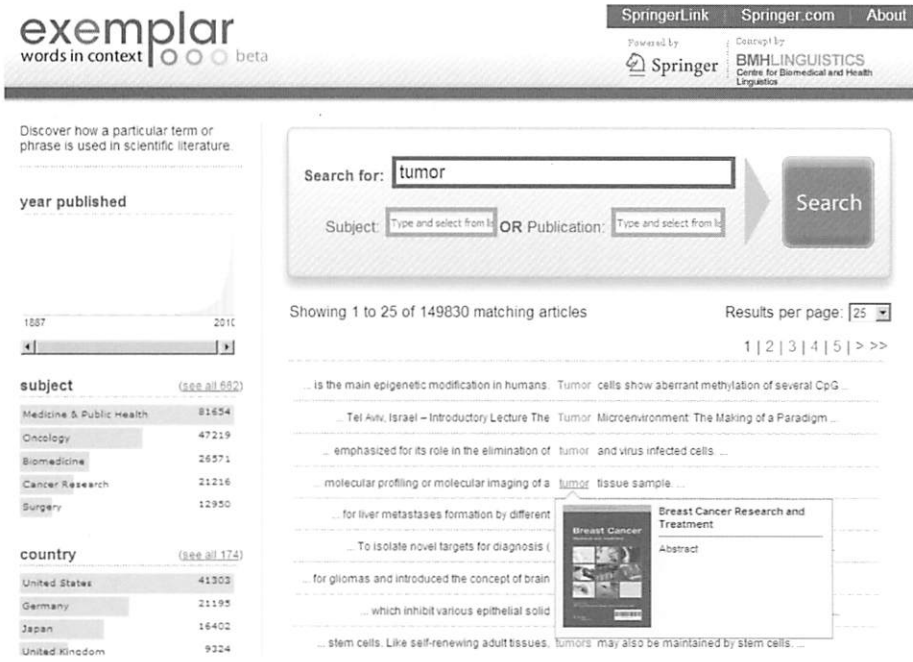 exemplar
words in context beta
SpringerLink Springer.com About
Powered by
Springer
Concept by
BMHLINGUISTICS
Centre for Biomedical and Health
Linguistics
Discover how a particular term or
phrase is used in scientific literature.
year published
1887 2010
subject (see all 662)
Medicine & Public Health 81654
Oncology 47219
Biomedicine 26571
Cancer Research 21216
Surgery 12950
country (see all 174)
United States 41303
Germany 21195
Japan 16402
United Kingdom 9324
Search for: tumor
Search
Subject: Type and select from lis OR Publication: Type and select from lis
Showing 1 to 25 of 149830 matching articles
Results per page: 25
1 | 2 | 3 | 4 | 5 | > >>
... is the main epigenetic modification in humans. Tumor cells show aberrant methylation of several CpG ...
... Tel Aviv, Israel – Introductory Lecture The Tumor Microenvironment: The Making of a Paradigm ...
... emphasized for its role in the elimination of tumor and virus infected cells. ...
... molecular profiling or molecular imaging of a tumor tissue sample. ...
... for liver metastases formation by different
... To isolate novel targets for diagnosis (
... for gliomas and introduced the concept of brain
... which inhibit various epithelial solid
... stem cells. Like self-renewing adult tissues, tumors may also be maintained by stem cells. ...
Breast Cancer
Breast Cancer Research and
Treatment
Abstract